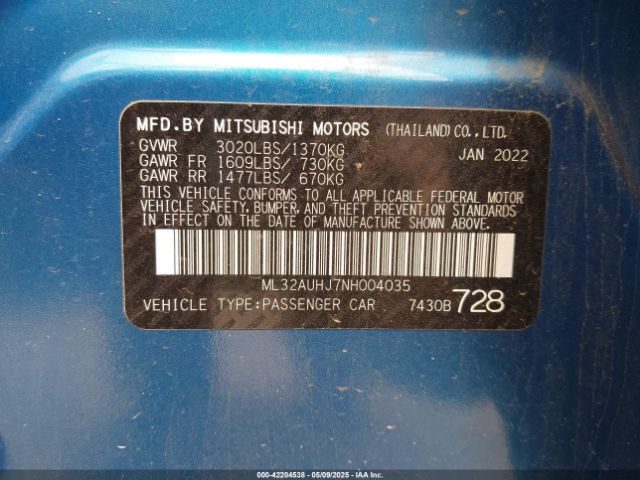 MFD.BY MITSUBISHI MOTORS (THAILAND) CO.,LTD.
GVWR 3020LBS/1370KG JAN 2022
GAWR FR 1609LBS/ 730KG
GAWR RR 1477LBS/ 670KG
THIS VEHICLE CONFORMS TO ALL APPLICABLE FEDERAL MOTOR
VEHICLE SAFETY, BUMPER, AND THEFT PREVENTION STANDARDS
IN EFFECT ON THE DATE OF MANUFACTURE SHOWN ABOVE.
ML32AUHJ7NH004035
VEHICLE TYPE:PASSENGER CAR 7430B 728
000-42204538 - 05/09/2025 - IAA Inc.